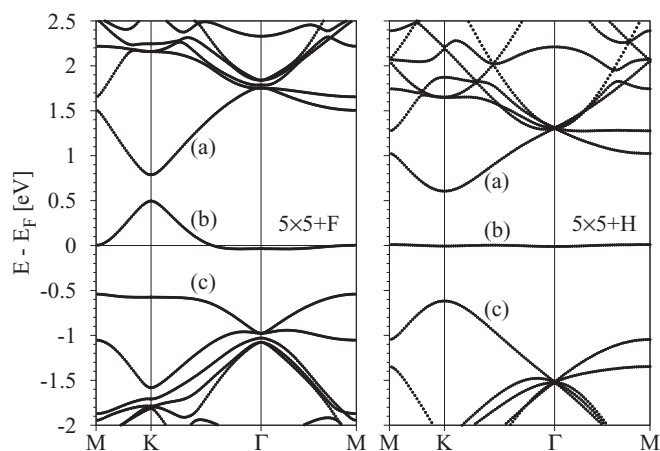 E - E_F [eV]
2.5
2
1.5
1
0.5
0
-0.5
-1
-1.5
-2
(a)
(b)
5×5+F
(c)
M K Γ M
(a)
(b)
5×5+H
(c)
M K Γ M